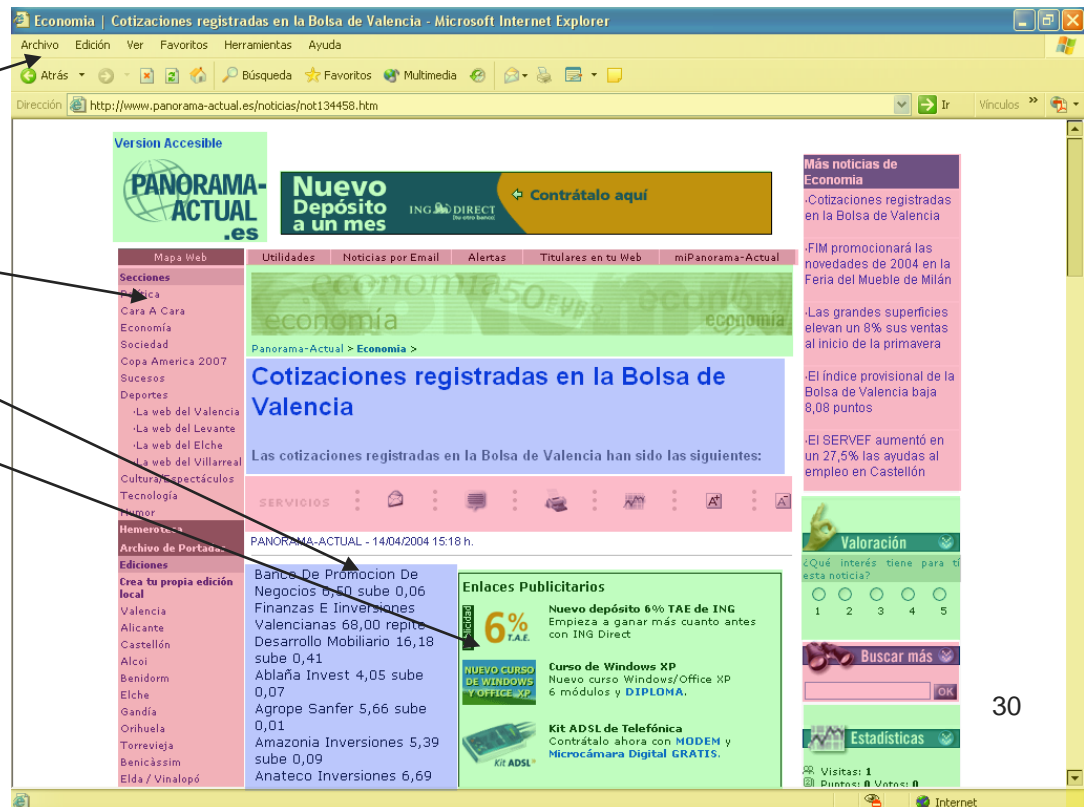 Economia | Cotizaciones registradas en la Bolsa de Valencia - Microsoft Internet Explorer
Archivo Edición Ver Favoritos Herramientas Ayuda
Atrás Búsqueda Favoritos Multimedia
Dirección http://www.panorama-actual.es/noticias/not134458.htm Ir Vínculos »
Version Accesible
PANORAMA-
ACTUAL
.es
Nuevo
Depósito
a un mes
ING DIRECT
Contrátalo aquí
Mapa Web
Utilidades Noticias por Email Alertas Titulares en tu Web miPanorama-Actual
Secciones
Política
Cara A Cara
Economía
Sociedad
Copa America 2007
Sucesos
Deportes
·La web del Valencia
·La web del Levante
·La web del Elche
·La web del Villarreal
Cultura/Espectáculos
Tecnología
Humor
Hemeroteca
Archivo de Portadas
Ediciones
Crea tu propia edición
local
Valencia
Alicante
Castellón
Alcoi
Benidorm
Elche
Gandía
Orihuela
Torrevieja
Benicàssim
Elda / Vinalopó
economía 50 EYPΩ economía
economía economía
Panorama-Actual > Economia >
Cotizaciones registradas en la Bolsa de
Valencia
Las cotizaciones registradas en la Bolsa de Valencia han sido las siguientes:
SERVICIOS A+ A-
PANORAMA-ACTUAL - 14/04/2004 15:18 h.
Banco De Promocion De
Negocios 6,50 sube 0,06
Finanzas E Iinversiones
Valencianas 68,00 repite
Desarrollo Mobiliario 16,18
sube 0,41
Ablaña Invest 4,05 sube
0,07
Agrope Sanfer 5,66 sube
0,01
Amazonia Inversiones 5,39
sube 0,09
Anateco Inversiones 6,69
Enlaces Publicitarios
Publicidad
6%
T.A.E.
Nuevo depósito 6% TAE de ING
Empieza a ganar más cuanto antes
con ING Direct
NUEVO CURSO
DE WINDOWS
Y OFFICE XP
Curso de Windows XP
Nuevo curso Windows/Office XP
6 módulos y DIPLOMA.
Kit ADSL
Kit ADSL de Telefónica
Contrátalo ahora con MODEM y
Microcámara Digital GRATIS.
Más noticias de
Economia
·Cotizaciones registradas
en la Bolsa de Valencia
·FIM promocionará las
novedades de 2004 en la
Feria del Mueble de Milán
·Las grandes superficies
elevan un 8% sus ventas
al inicio de la primavera
·El índice provisional de la
Bolsa de Valencia baja
8,08 puntos
·El SERVEF aumentó en
un 27,5% las ayudas al
empleo en Castellón
Valoración
¿Qué interés tiene para tí
esta noticia?
1 2 3 4 5
Buscar más
OK
Estadísticas
Visitas: 1
Puntos: 0 Votos: 0
30
Internet